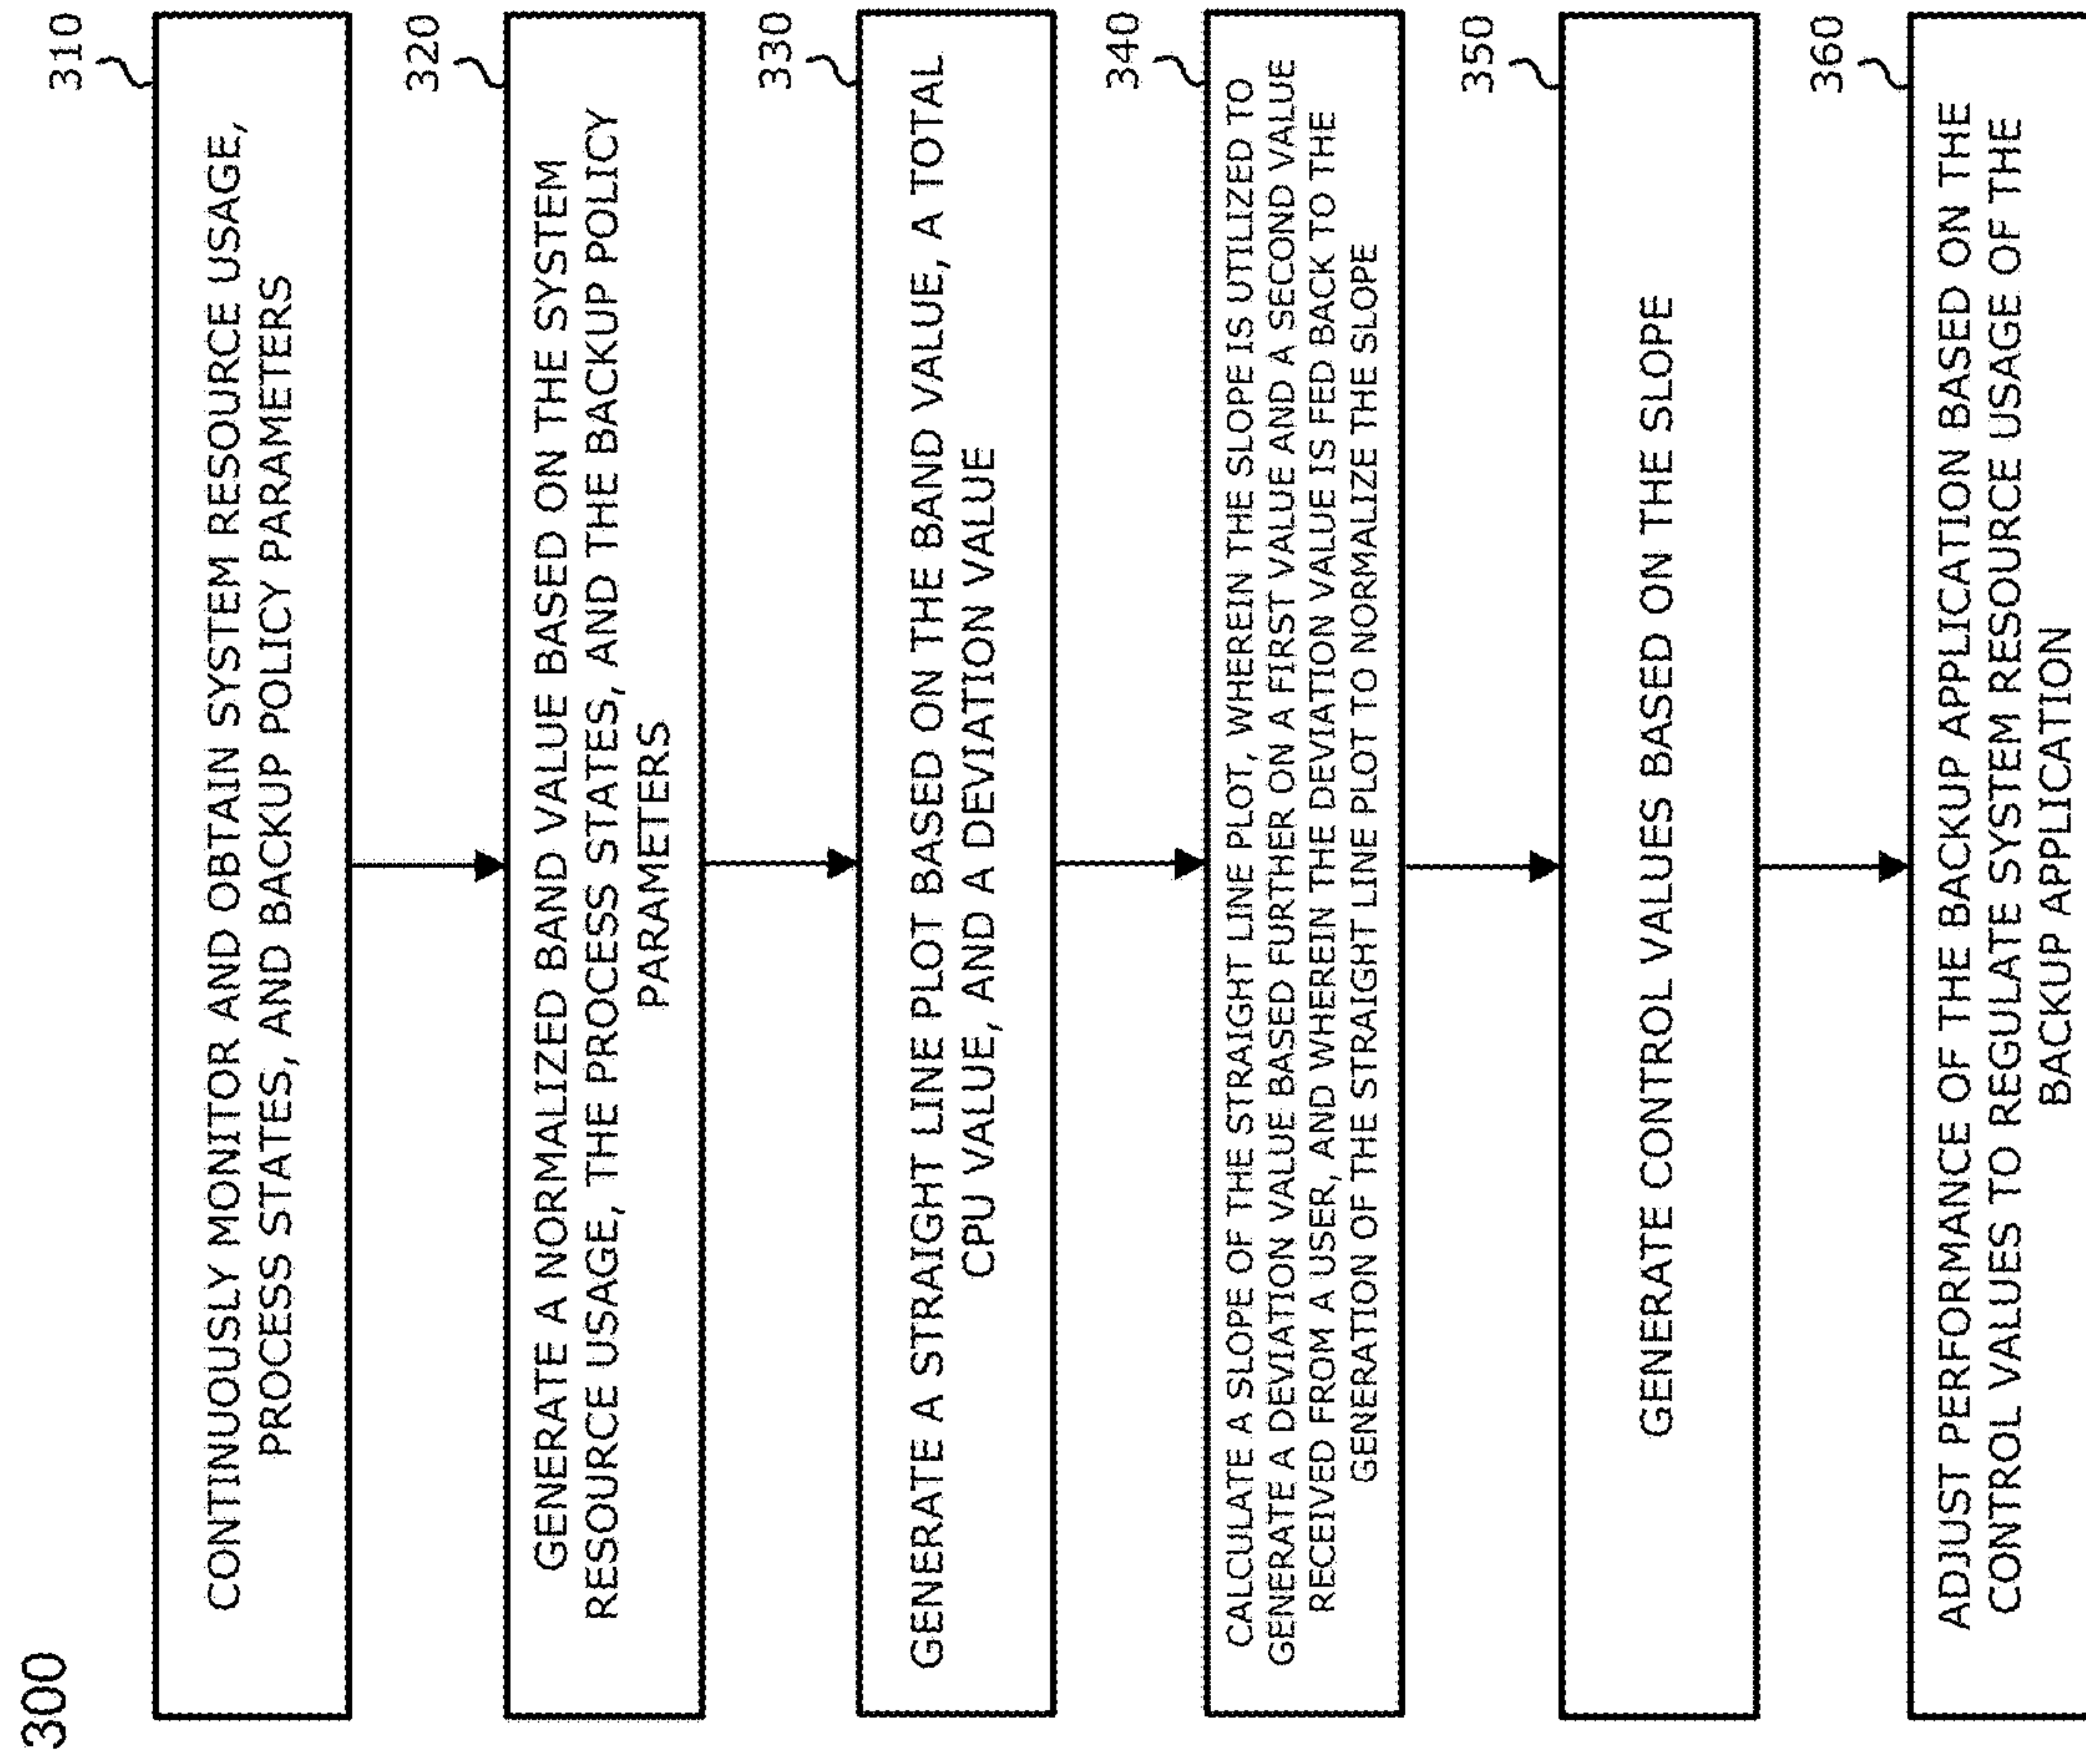 300
310
CONTINUOUSLY MONITOR AND OBTAIN SYSTEM RESOURCE USAGE,
PROCESS STATES, AND BACKUP POLICY PARAMETERS
320
GENERATE A NORMALIZED BAND VALUE BASED ON THE SYSTEM
RESOURCE USAGE, THE PROCESS STATES, AND THE BACKUP POLICY
PARAMETERS
330
GENERATE A STRAIGHT LINE PLOT BASED ON THE BAND VALUE, A TOTAL
CPU VALUE, AND A DEVIATION VALUE
340
CALCULATE A SLOPE OF THE STRAIGHT LINE PLOT, WHEREIN THE SLOPE IS UTILIZED TO
GENERATE A DEVIATION VALUE BASED FURTHER ON A FIRST VALUE AND A SECOND VALUE
RECEIVED FROM A USER, AND WHEREIN THE DEVIATION VALUE IS FED BACK TO THE
GENERATION OF THE STRAIGHT LINE PLOT TO NORMALIZE THE SLOPE
350
GENERATE CONTROL VALUES BASED ON THE SLOPE
360
ADJUST PERFORMANCE OF THE BACKUP APPLICATION BASED ON THE
CONTROL VALUES TO REGULATE SYSTEM RESOURCE USAGE OF THE
BACKUP APPLICATION